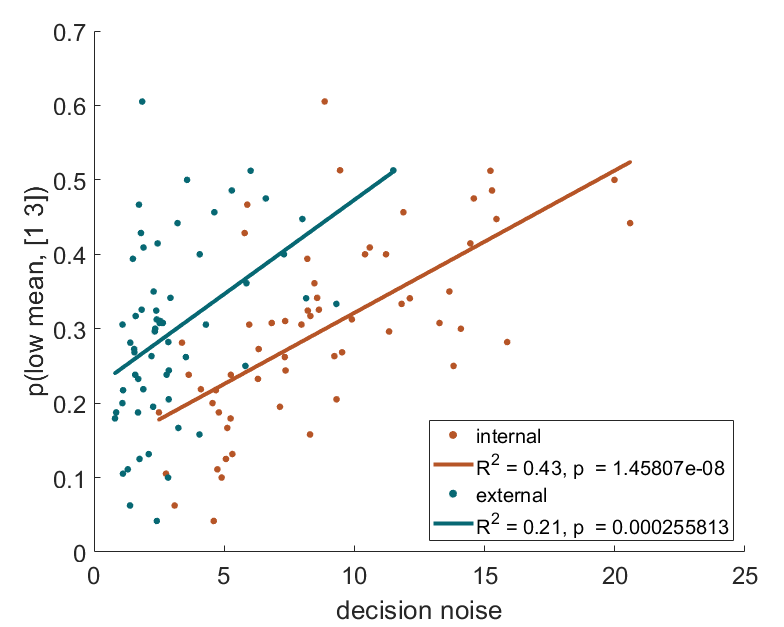 p(low mean, [1 3])
0.7
0.6
0.5
0.4
0.3
0.2
0.1
0
0
5
10
15
20
25
decision noise
internal
R² = 0.43, p = 1.45807e-08
external
R² = 0.21, p = 0.000255813